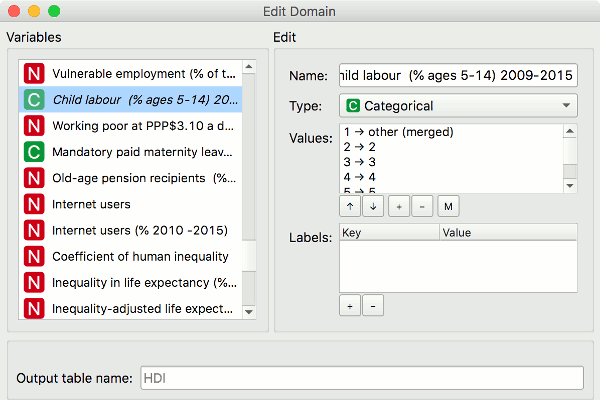 Edit Domain
Variables
N Vulnerable employment (% of t...
C Child labour (% ages 5-14) 20...
N Working poor at PPP$3.10 a d...
C Mandatory paid maternity leav...
N Old-age pension recipients (%...
N Internet users
N Internet users (% 2010 -2015)
N Coefficient of human inequality
N Inequality in life expectancy (%...
N Inequality-adjusted life expect...
Edit
Name: hild labour (% ages 5-14) 2009-2015
Type: C Categorical
Values: 1 → other (merged)
2 → 2
3 → 3
4 → 4
5 → 5
↑ ↓ + − M
Labels: Key Value
+ −
Output table name: HDI